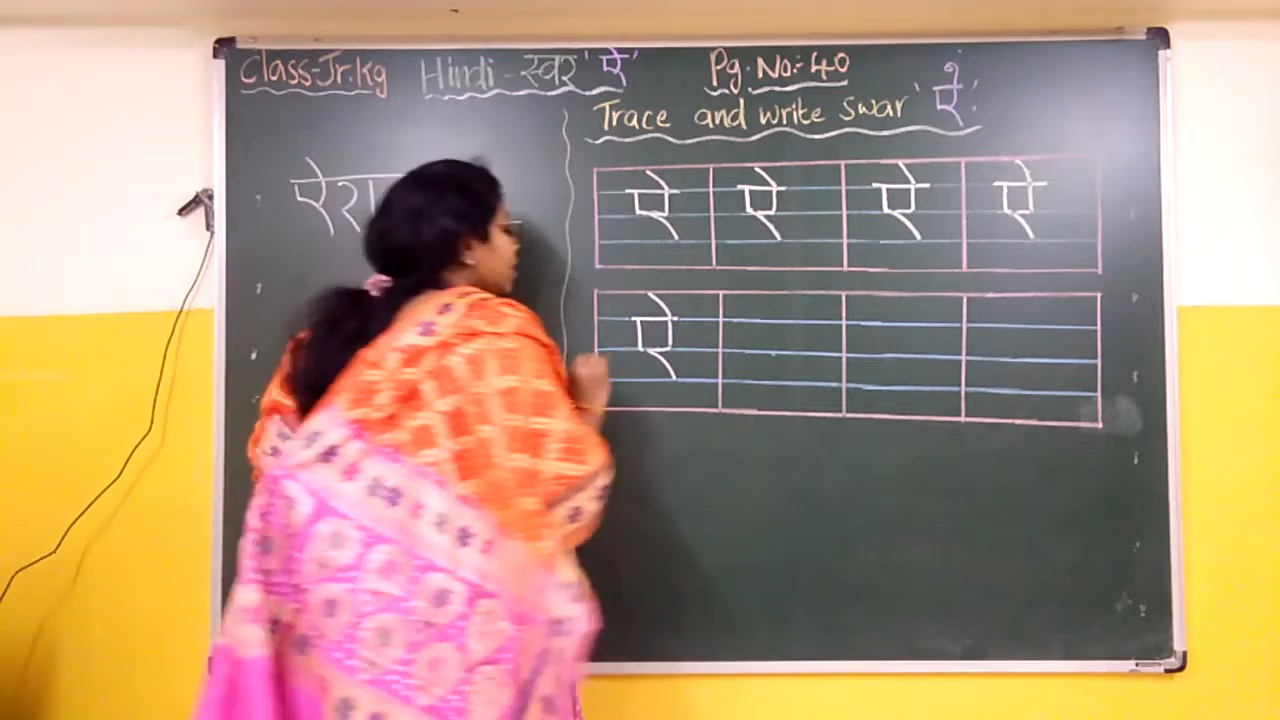 Class-Jr.kg Hindi - स्वर 'ऐ' Pg. No:- 40
Trace and write swar 'ऐ'.
ऐरा
ऐ ऐ ऐ ऐ
ऐ